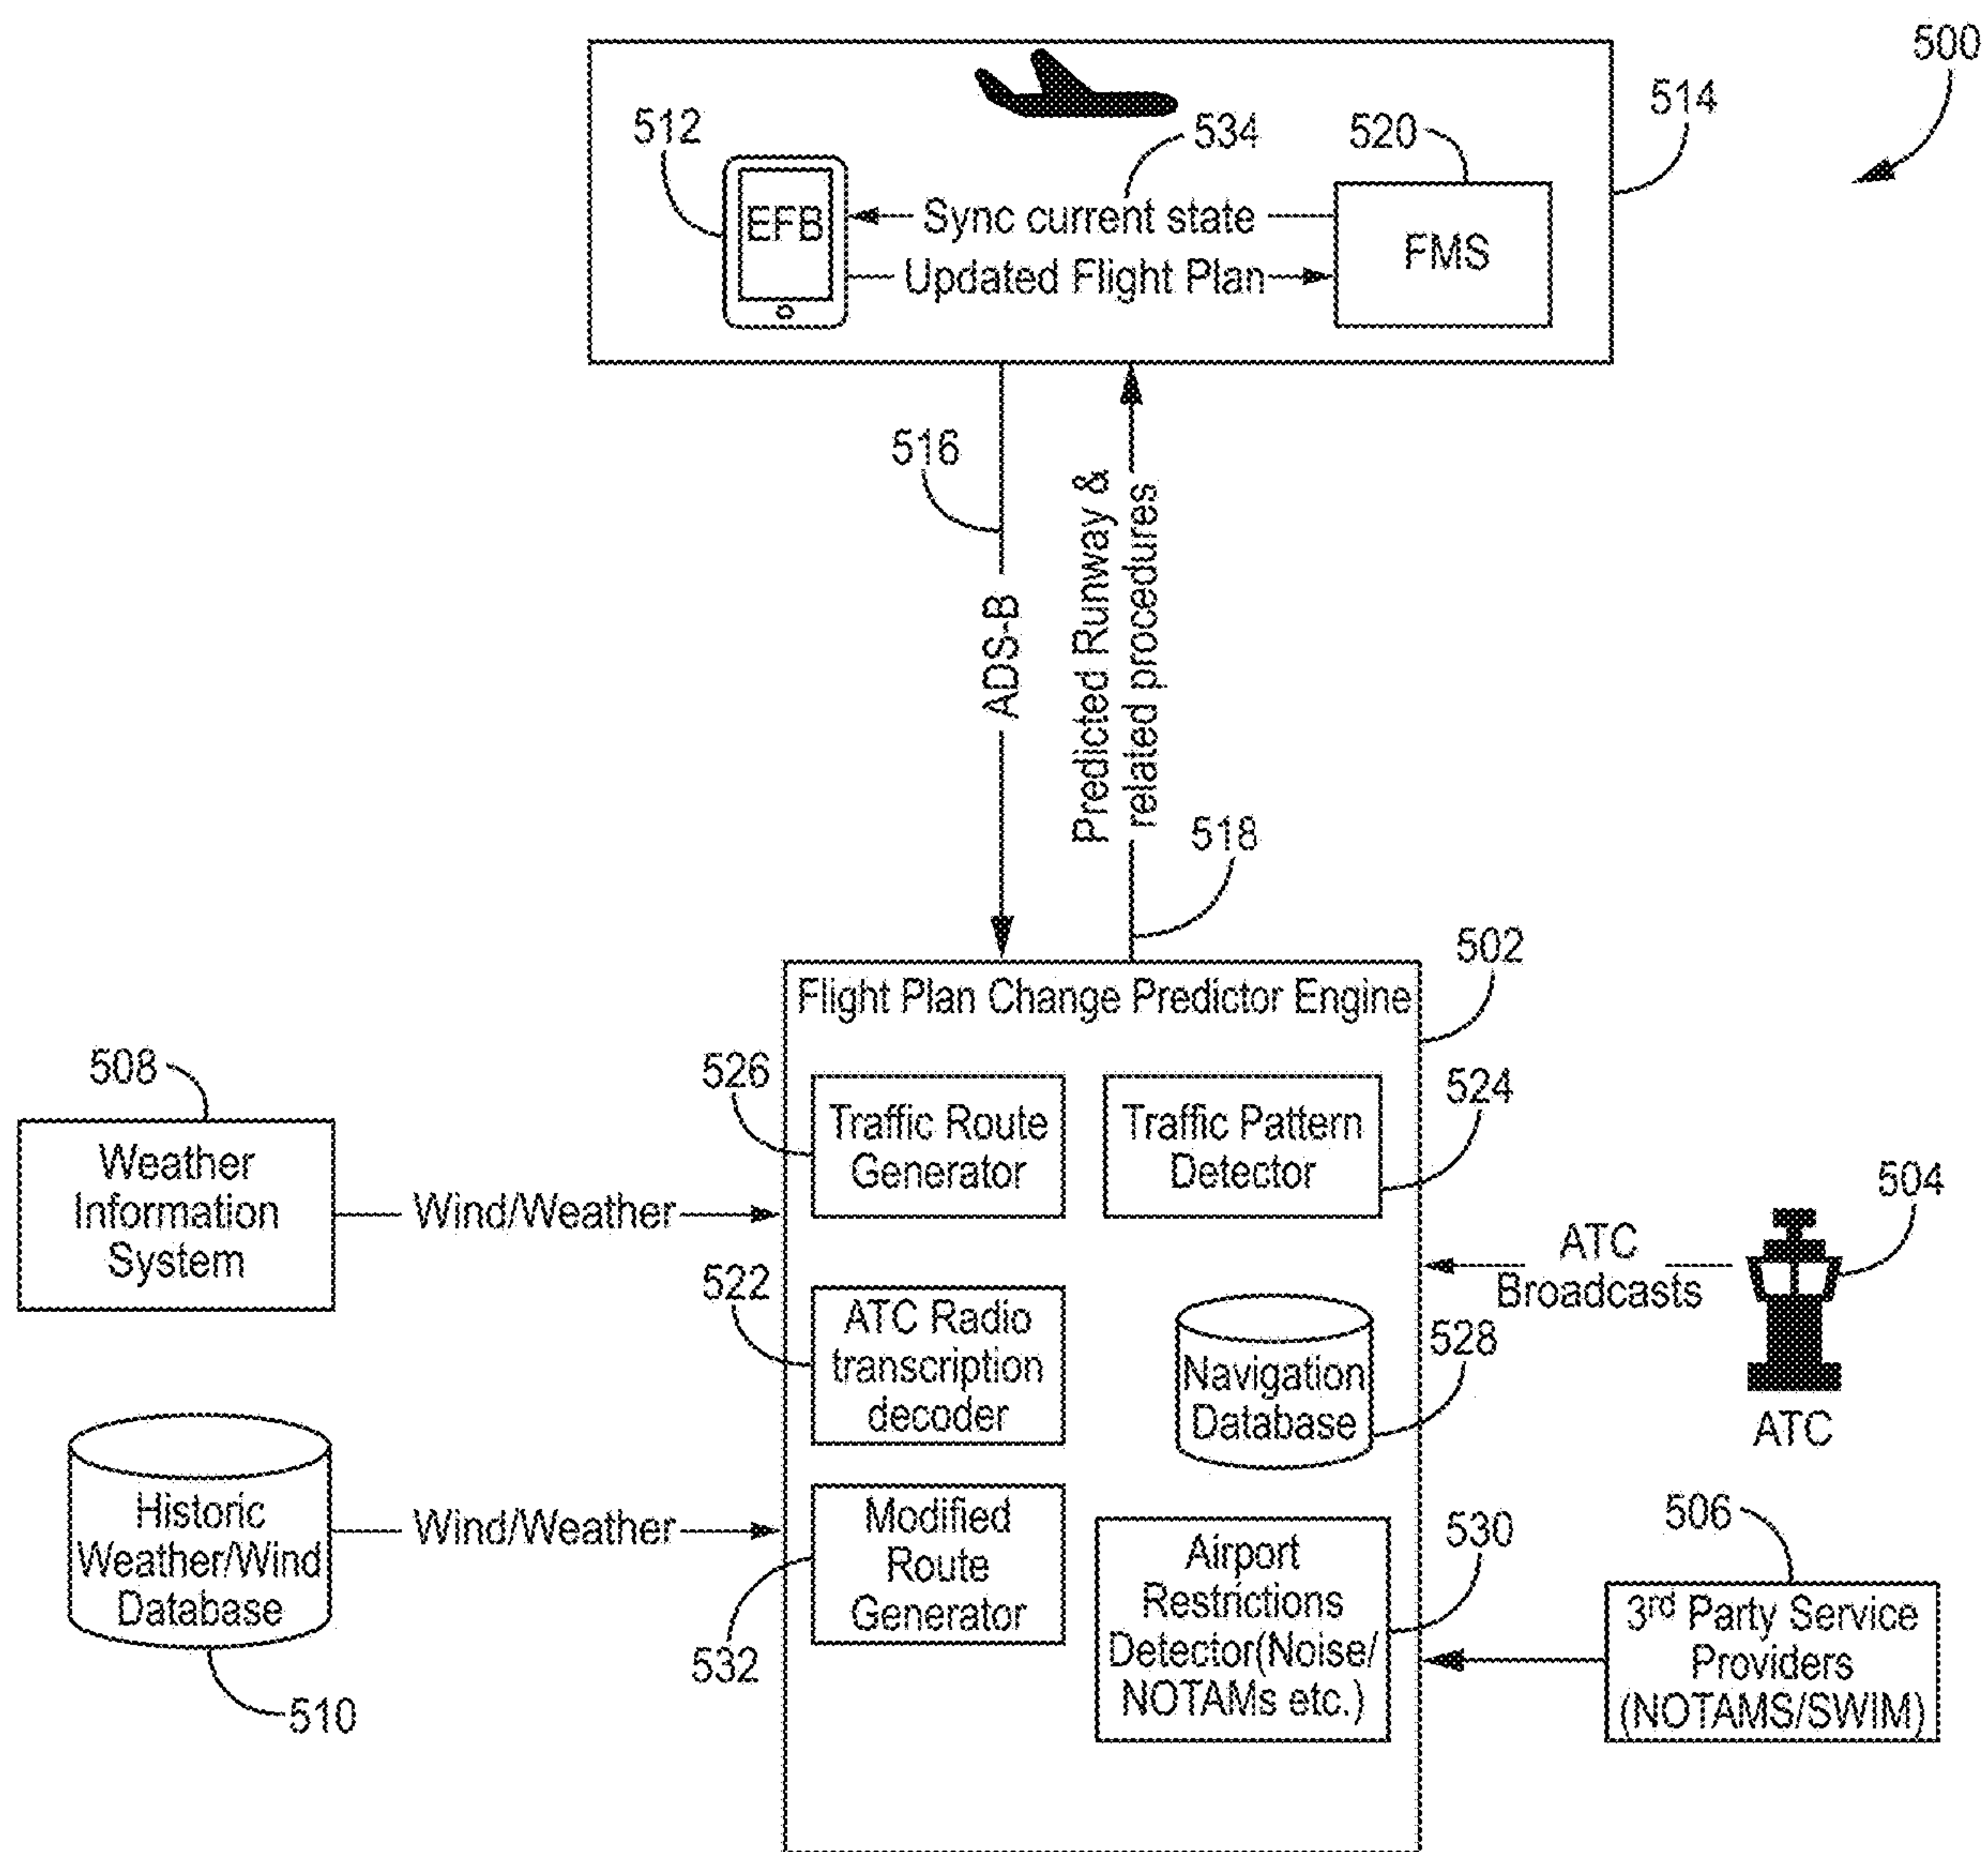 500
514
512
534
520
EFB
Sync current state
Updated Flight Plan
FMS
516
ADS-B
Predicted Runway &
related procedures
518
502
Flight Plan Change Predictor Engine
508
Weather
Information
System
Wind/Weather
526
Traffic Route
Generator
Traffic Pattern
Detector
524
504
ATC
Broadcasts
ATC
522
ATC Radio
transcription
decoder
Navigation
Database
528
Historic
Weather/Wind
Database
510
Wind/Weather
Modified
Route
Generator
532
Airport
Restrictions
Detector(Noise/
NOTAMs etc.)
530
506
3rd Party Service
Providers
(NOTAMS/SWIM)